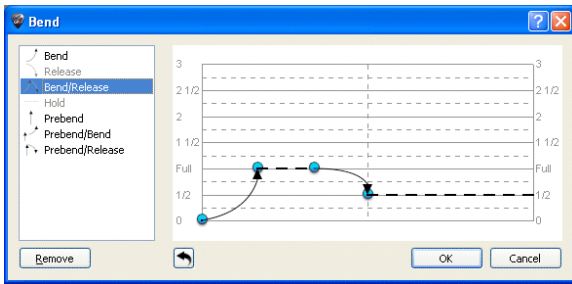 Bend
Bend
Release
Bend/Release
Hold
Prebend
Prebend/Bend
Prebend/Release
3 3
2 1/2 2 1/2
2 2
1 1/2 1 1/2
Full Full
1/2 1/2
0 0
Remove OK Cancel